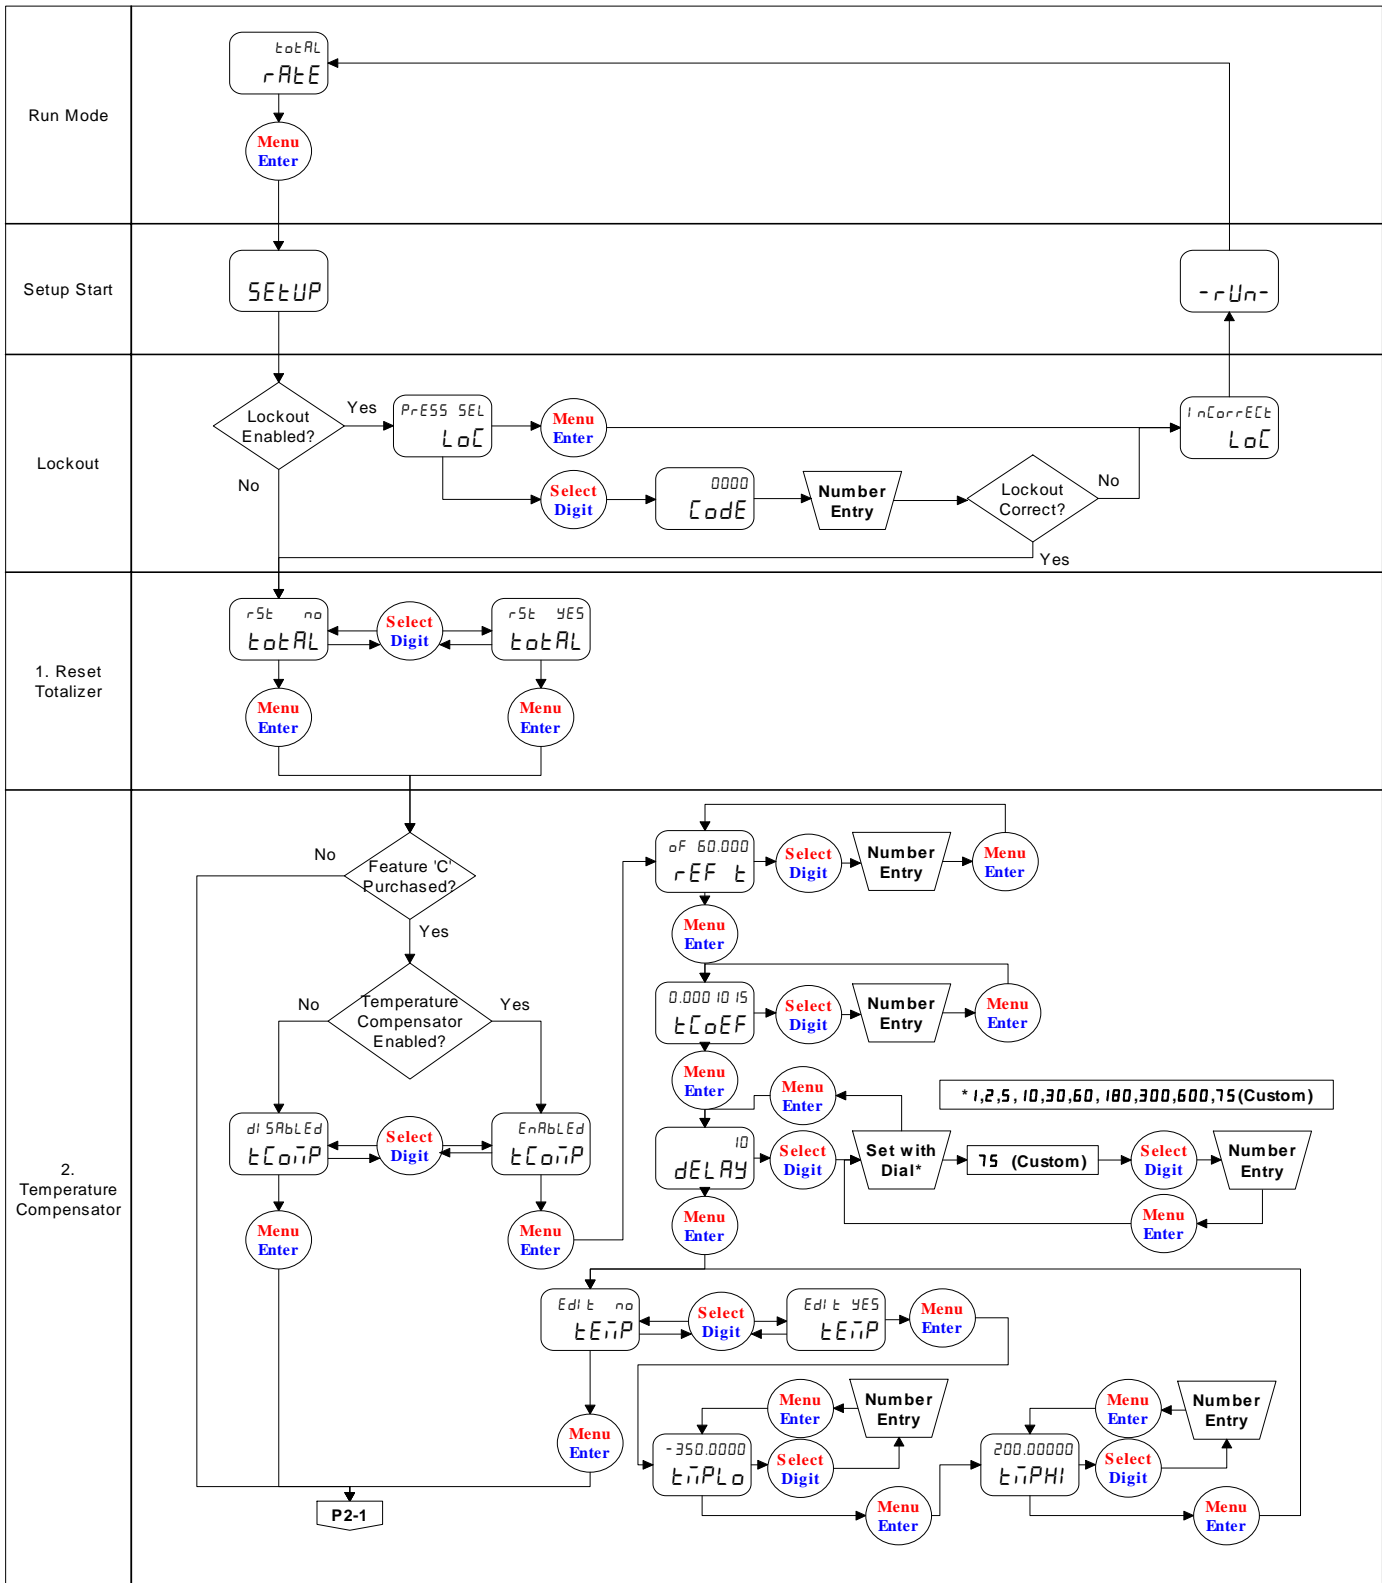 Run Mode
totAL
rAtE
Menu
Enter
Setup Start
SEtUP
-rUn-
Lockout
Lockout
Enabled?
Yes
No
PrESS SEL
LoC
Menu
Enter
Select
Digit
0000
CodE
Number
Entry
Lockout
Correct?
No
Yes
InCorrECt
LoC
1. Reset
Totalizer
rSt no
totAL
Select
Digit
rSt YES
totAL
Menu
Enter
Menu
Enter
2.
Temperature
Compensator
Feature 'C'
Purchased?
No
Yes
Temperature
Compensator
Enabled?
No
Yes
dISAbLEd
tComP
Select
Digit
EnAbLEd
tComP
Menu
Enter
Menu
Enter
oF 60.000
rEF t
Select
Digit
Number
Entry
Menu
Enter
Menu
Enter
0.0001015
tCoEF
Select
Digit
Number
Entry
Menu
Enter
Menu
Enter
Menu
Enter
*1,2,5,10,30,60,180,300,600,75(Custom)
10
dELAY
Select
Digit
Set with
Dial*
75 (Custom)
Select
Digit
Number
Entry
Menu
Enter
Menu
Enter
EdIt no
tEmP
Select
Digit
EdIt YES
tEmP
Menu
Enter
Menu
Enter
Menu
Enter
Number
Entry
-350.0000
tmPLo
Select
Digit
Menu
Enter
Menu
Enter
Number
Entry
200.00000
tmPHI
Select
Digit
Menu
Enter
P2-1